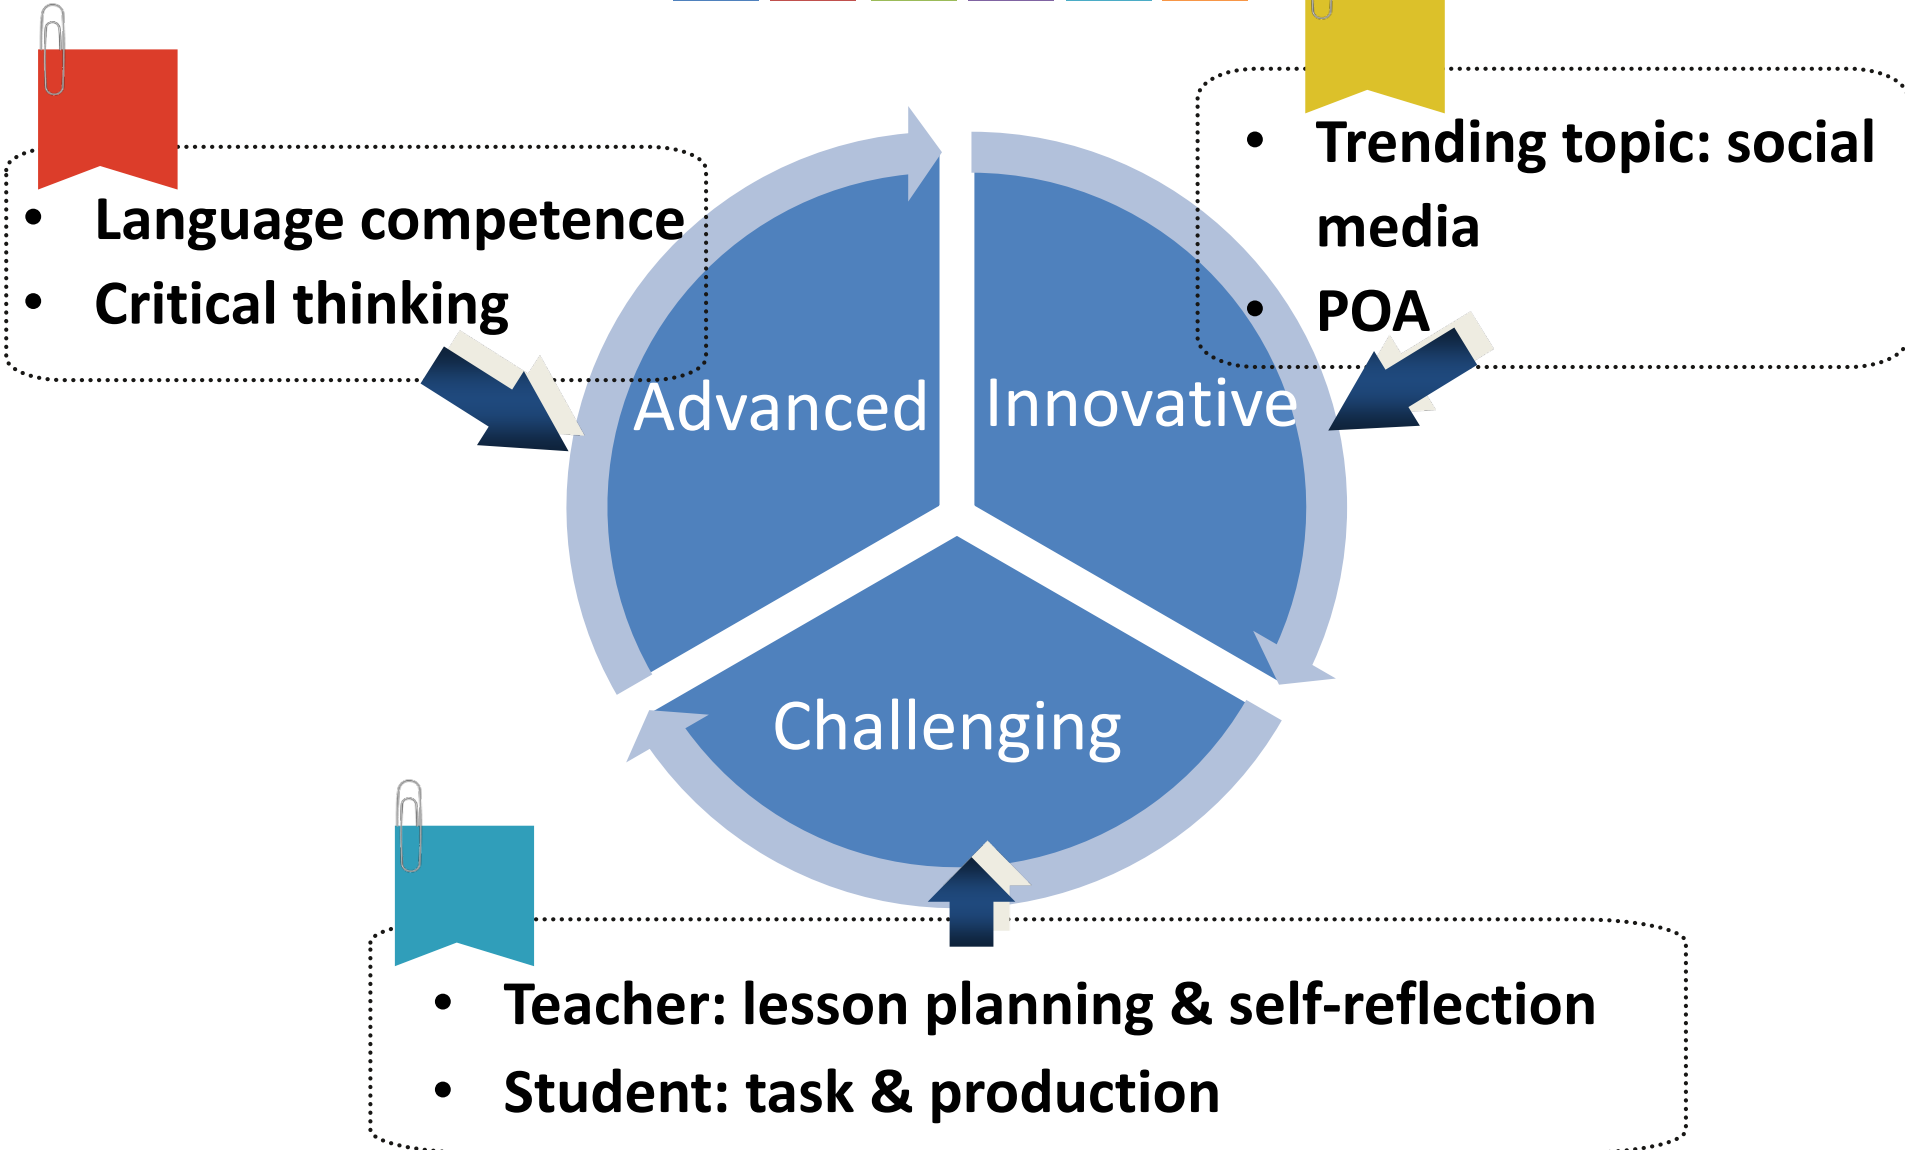 • Language competence
• Critical thinking
• Trending topic: social
media
• POA
Advanced
Innovative
Challenging
• Teacher: lesson planning & self-reflection
• Student: task & production